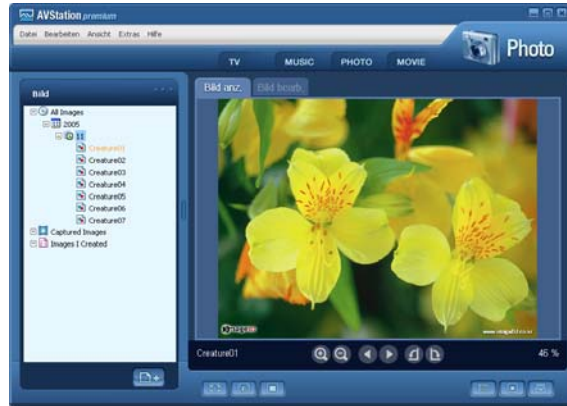 AVStation premium
Datei Bearbeiten Ansicht Extras Hilfe
Photo
TV MUSIC PHOTO MOVIE
Bild
Bild anz. Bild bearb.
All Images
2005
11
Creature01
Creature02
Creature03
Creature04
Creature05
Creature06
Creature07
Captured Images
Images I Created
Creature01
46 %